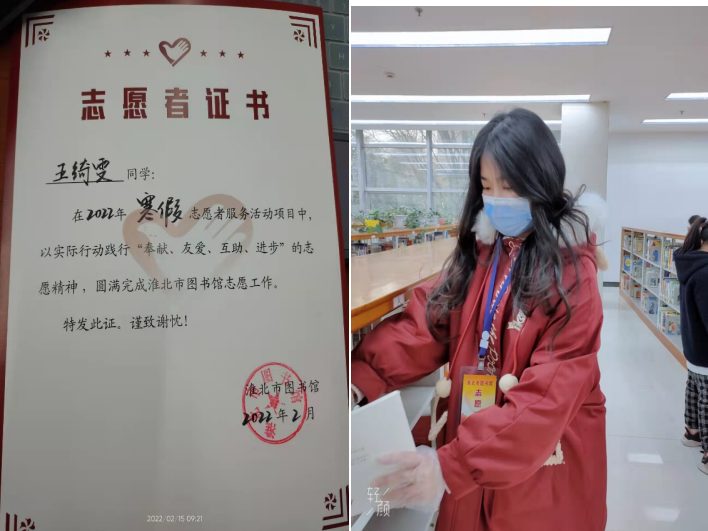 志愿者证书
王绮雯 同学:
在2022年 寒假 志愿者服务活动项目中,
以实际行动践行“奉献、友爱、互助、进步”的志
愿精神，圆满完成淮北市图书馆志愿工作。
特发此证。谨致谢忱!
淮北市图书馆
2022年2月
2022/02/15 09:21
志愿
轻颜